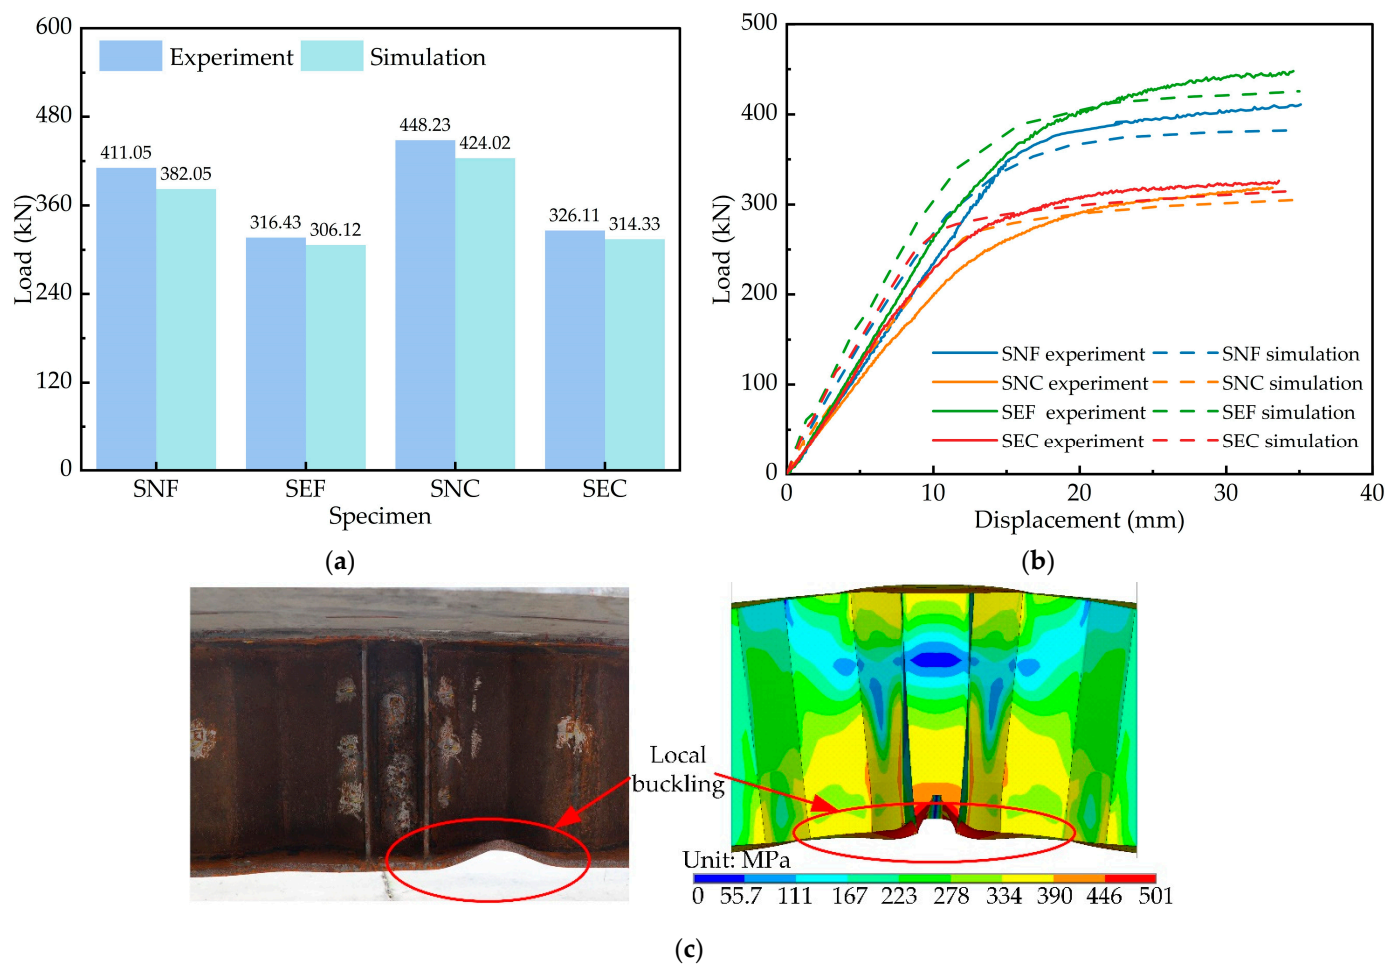 600
480
360
240
120
0
Load (kN)
Experiment
Simulation
411.05
382.05
316.43
306.12
448.23
424.02
326.11
314.33
SNF
SEF
SNC
SEC
Specimen
(a)
500
400
300
200
100
0
Load (kN)
SNF experiment
SNF simulation
SNC experiment
SNC simulation
SEF experiment
SEF simulation
SEC experiment
SEC simulation
0
10
20
30
40
Displacement (mm)
(b)
Local
buckling
Unit: MPa
0 55.7 111 167 223 278 334 390 446 501
(c)